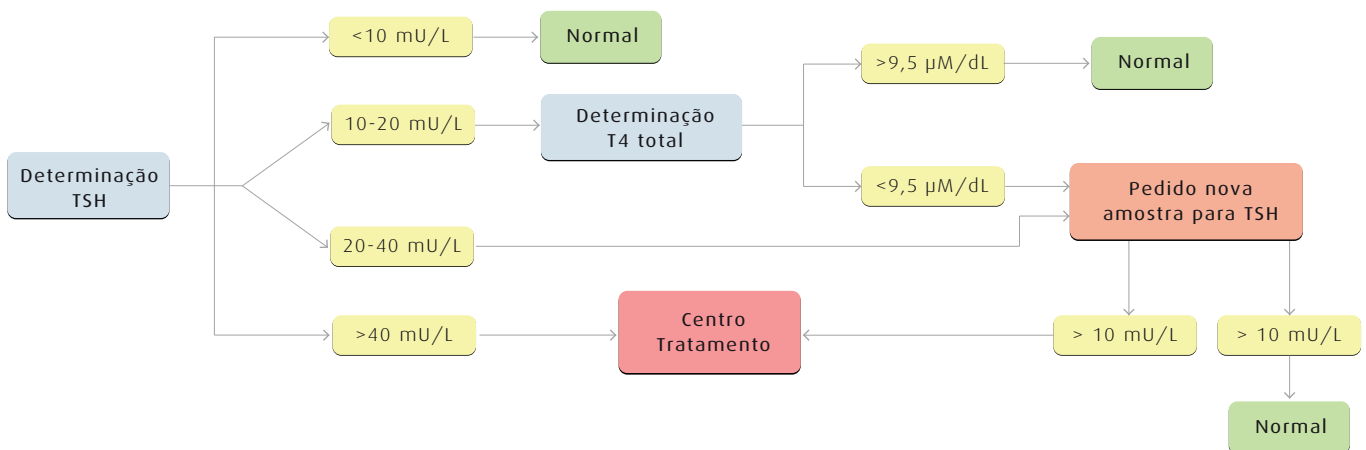 <10 mU/L
Normal
>9,5 µM/dL
Normal
10-20 mU/L
Determinação
T4 total
Determinação
TSH
<9,5 µM/dL
Pedido nova
amostra para TSH
20-40 mU/L
>40 mU/L
Centro
Tratamento
> 10 mU/L
> 10 mU/L
Normal